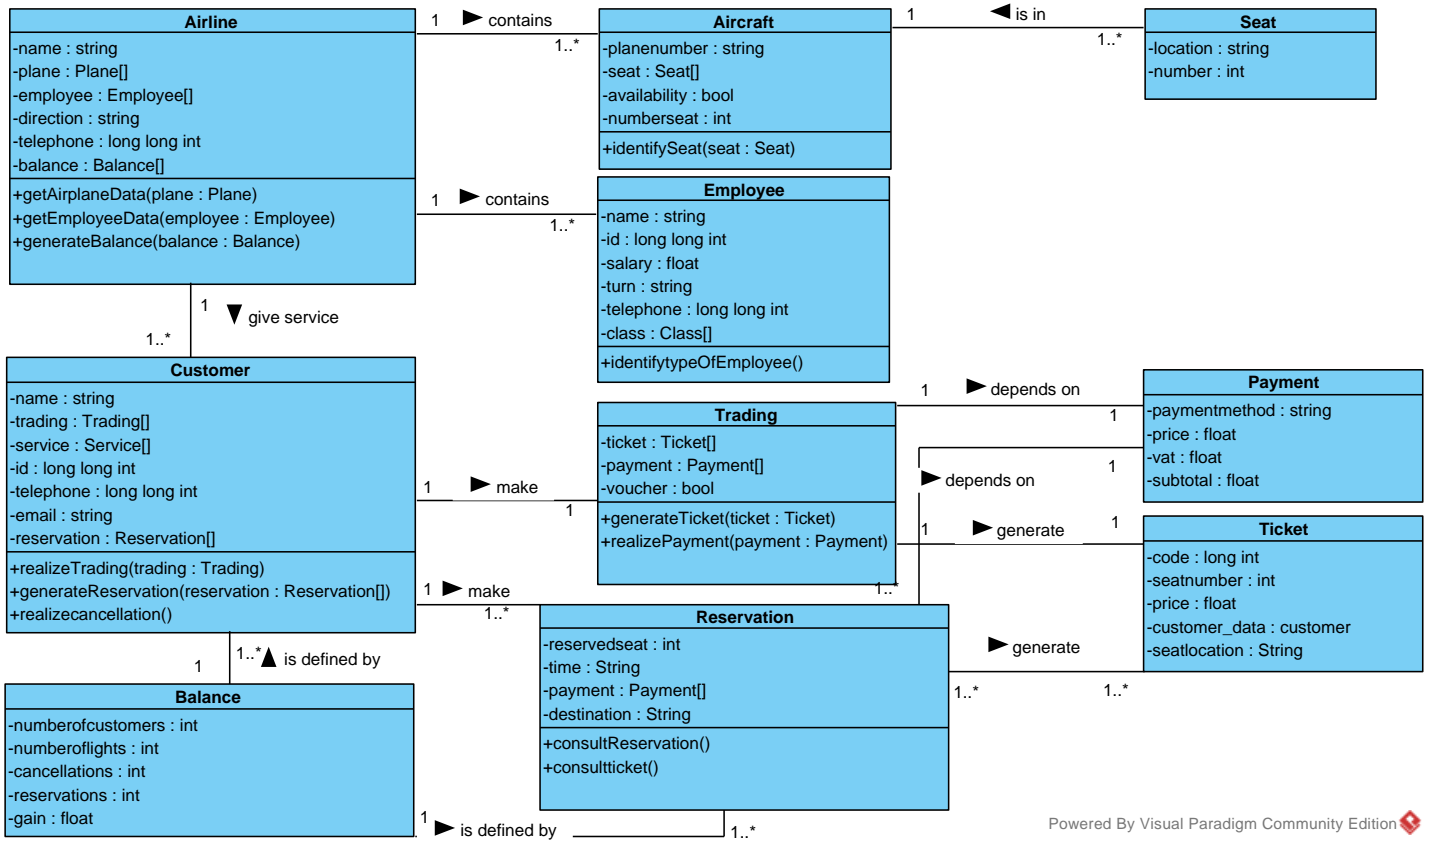 Airline
-name : string
-plane : Plane[]
-employee : Employee[]
-direction : string
-telephone : long long int
-balance : Balance[]
+getAirplaneData(plane : Plane)
+getEmployeeData(employee : Employee)
+generateBalance(balance : Balance)
1
contains
1..*
Aircraft
-planenumber : string
-seat : Seat[]
-availability : bool
-numberseat : int
+identifySeat(seat : Seat)
1
is in
1..*
Seat
-location : string
-number : int
1
contains
1..*
Employee
-name : string
-id : long long int
-salary : float
-turn : string
-telephone : long long int
-class : Class[]
+identifytypeOfEmployee()
1
give service
1..*
Customer
-name : string
-trading : Trading[]
-service : Service[]
-id : long long int
-telephone : long long int
-email : string
-reservation : Reservation[]
+realizeTrading(trading : Trading)
+generateReservation(reservation : Reservation[])
+realizecancellation()
1
make
1
Trading
-ticket : Ticket[]
-payment : Payment[]
-voucher : bool
+generateTicket(ticket : Ticket)
+realizePayment(payment : Payment)
1
depends on
1
Payment
-paymentmethod : string
-price : float
-vat : float
-subtotal : float
1
depends on
1..*
1
generate
1
Ticket
-code : long int
-seatnumber : int
-price : float
-customer_data : customer
-seatlocation : String
1
make
1..*
Reservation
-reservedseat : int
-time : String
-payment : Payment[]
-destination : String
+consultReservation()
+consultticket()
generate
1..*
1..*
1
1..*
is defined by
Balance
-numberofcustomers : int
-numberoflights : int
-cancellations : int
-reservations : int
-gain : float
1
is defined by
1..*
Powered By Visual Paradigm Community Edition